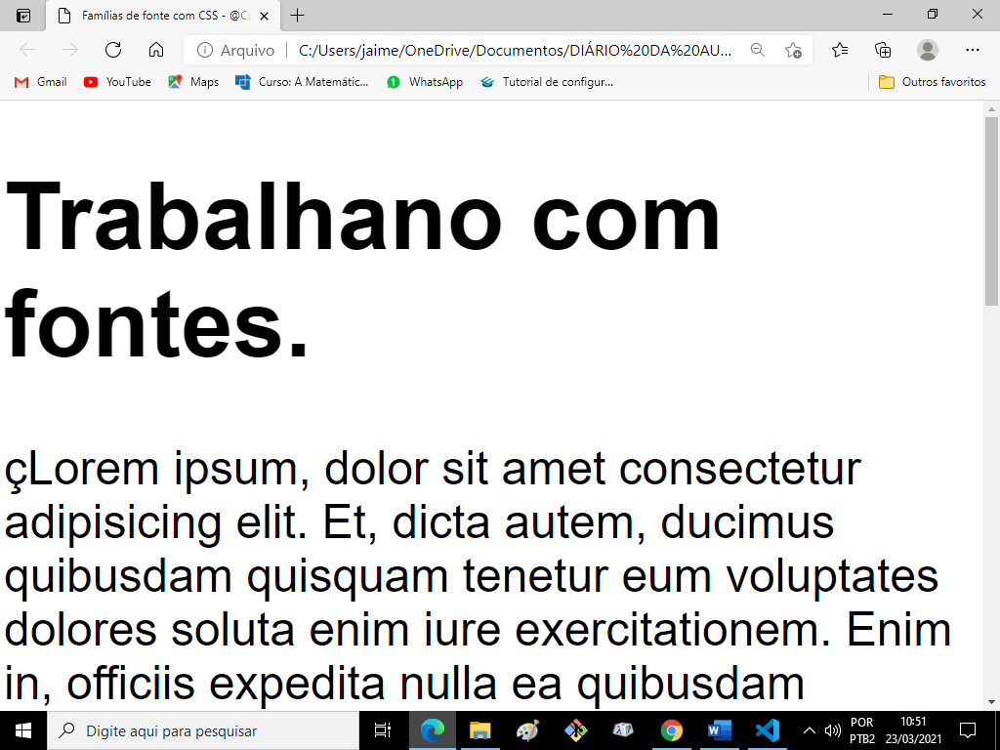 Famílias de fonte com CSS - @Cu
Arquivo C:/Users/jaime/OneDrive/Documentos/DIÁRIO%20DA%20AU...
Gmail YouTube Maps Curso: A Matemátic... WhatsApp Tutorial de configur... Outros favoritos
Trabalhano com
fontes.
çLorem ipsum, dolor sit amet consectetur
adipisicing elit. Et, dicta autem, ducimus
quibusdam quisquam tenetur eum voluptates
dolores soluta enim iure exercitationem. Enim
in, officiis expedita nulla ea quibusdam
Digite aqui para pesquisar
POR
PTB2
10:51
23/03/2021